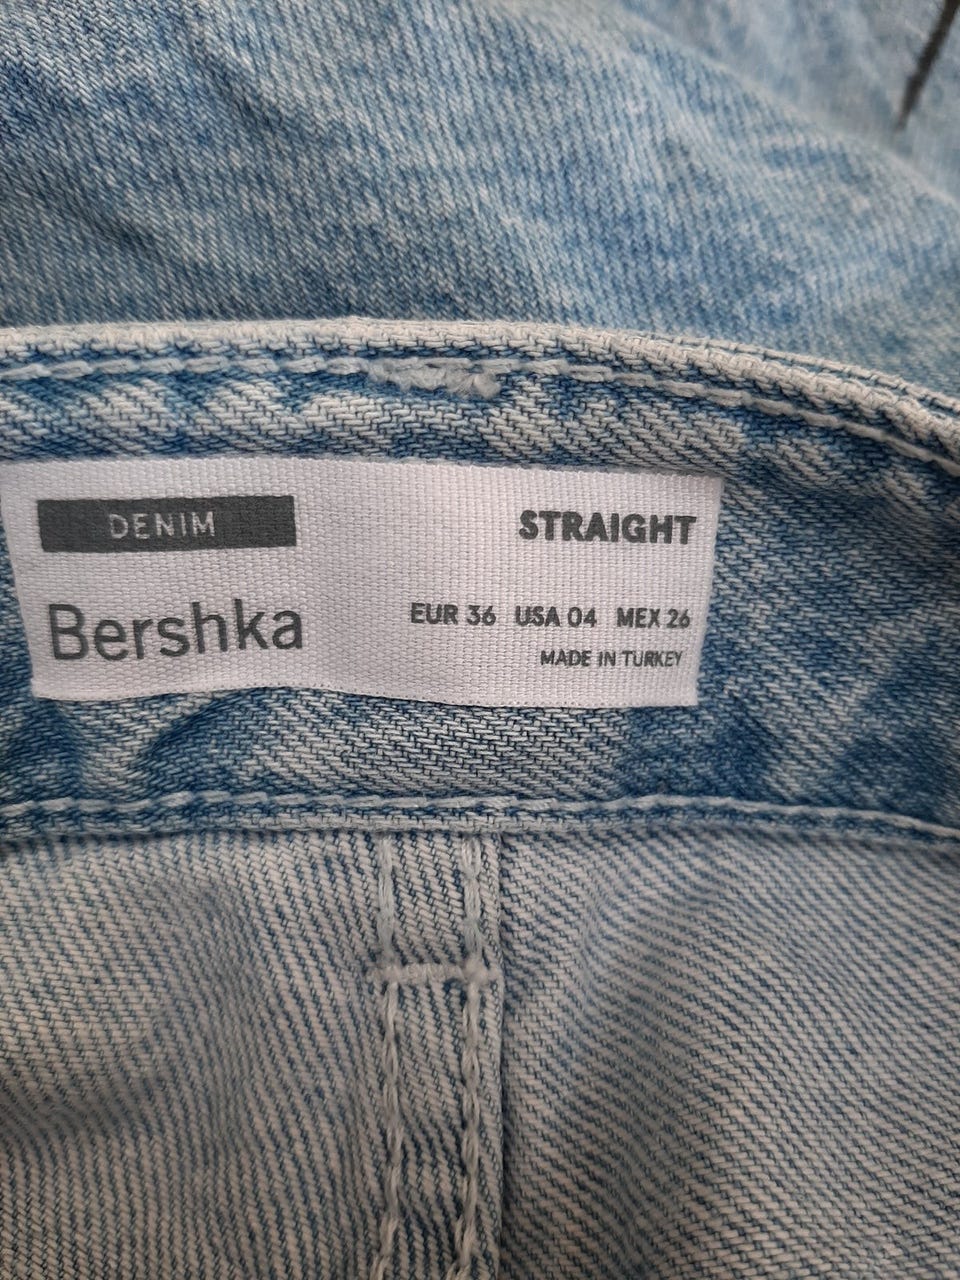 DENIM
STRAIGHT
Bershka
EUR 36 USA 04 MEX 26
MADE IN TURKEY